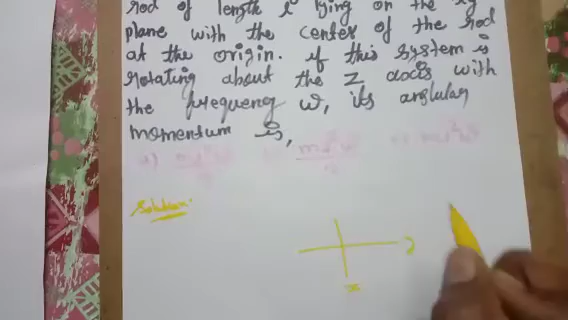 rod of length l lying on the xy
plane with the center of the rod
at the origin. if this system is
rotating about the z axis with
the frequency ω, its angular
momentum is,
a)
Solution:
y
x